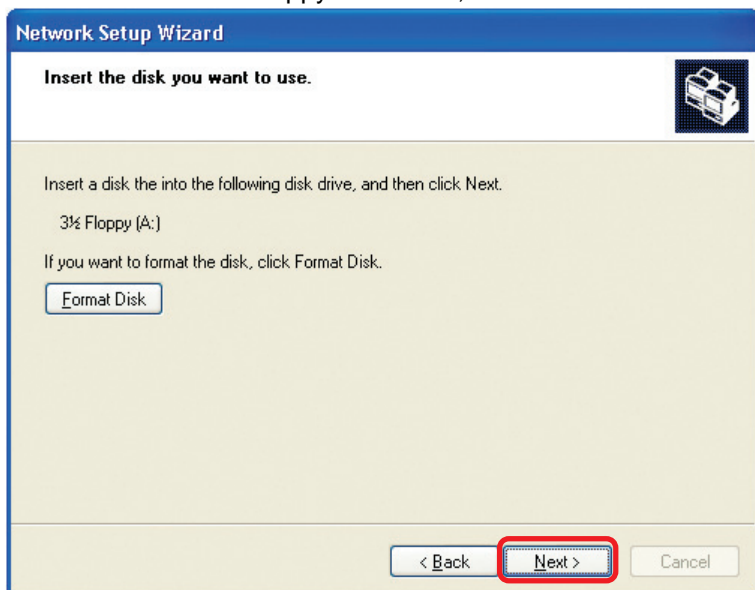 Network Setup Wizard
Insert the disk you want to use.
Insert a disk the into the following disk drive, and then click Next.
3½ Floppy (A:)
If you want to format the disk, click Format Disk.
Format Disk
< Back Next > Cancel